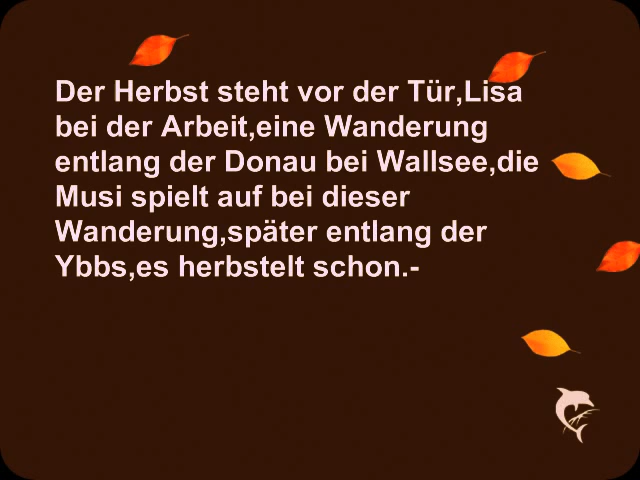 Der Herbst steht vor der Tür,Lisa
bei der Arbeit,eine Wanderung
entlang der Donau bei Wallsee,die
Musi spielt auf bei dieser
Wanderung,später entlang der
Ybbs,es herbstelt schon.-